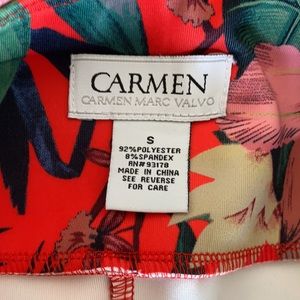 CARMEN
CARMEN MARC VALVO
S
92%POLYESTER
8%SPANDEX
RN#93178
MADE IN CHINA
SEE REVERSE
FOR CARE